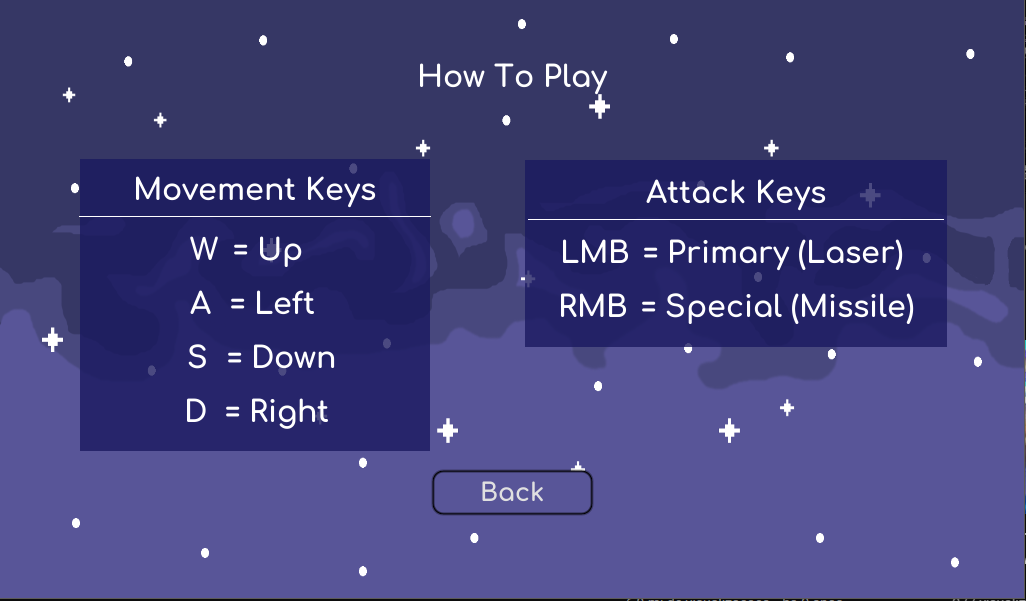 How To Play
Movement Keys
W = Up
A = Left
S = Down
D = Right
Attack Keys
LMB = Primary (Laser)
RMB = Special (Missile)
Back